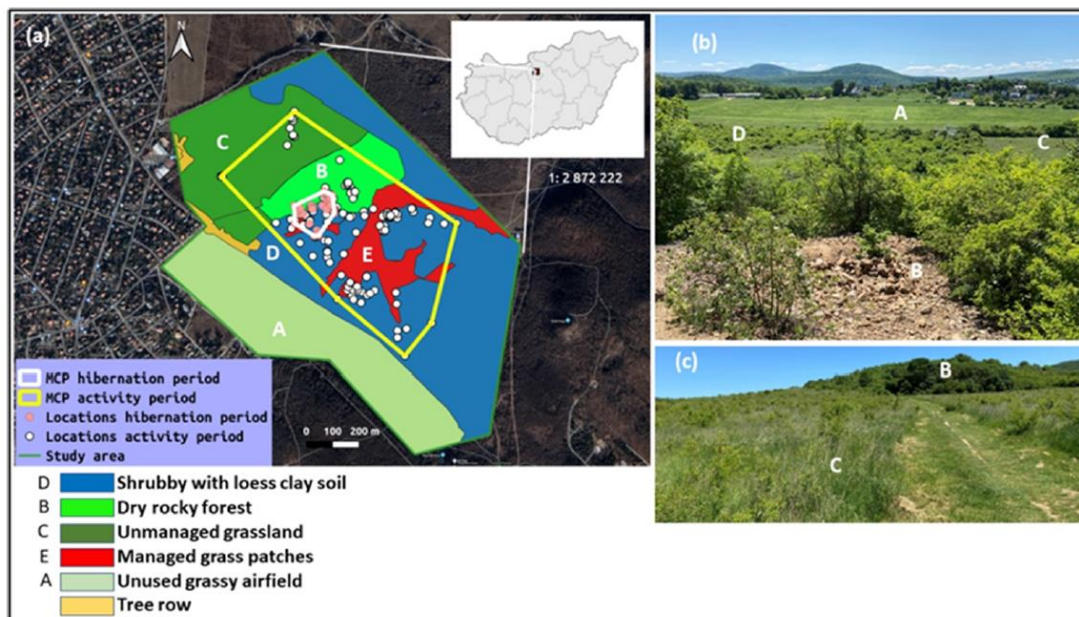 (a)
N
1: 2 872 222
C
B
D
E
A
MCP hibernation period
MCP activity period
Locations hibernation period
Locations activity period
Study area
0 100 200 m
D Shrubby with loess clay soil
B Dry rocky forest
C Unmanaged grassland
E Managed grass patches
A Unused grassy airfield
Tree row
(b)
A
D
C
B
(c)
B
C